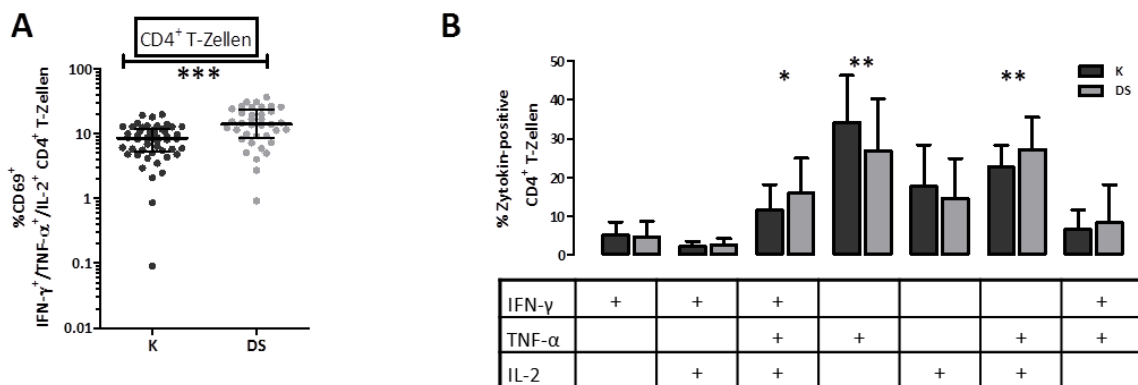 A
CD4⁺ T-Zellen
***
%CD69⁺
IFN-γ⁺/TNF-α⁺/IL-2⁺ CD4⁺ T-Zellen
100
10
1
0.1
0.01
K
DS
B
% Zytokin-positive
CD4⁺ T-Zellen
50
40
30
20
10
0
*
**
**
K
DS
IFN-γ + + + +
TNF-α + + + +
IL-2 + + + +